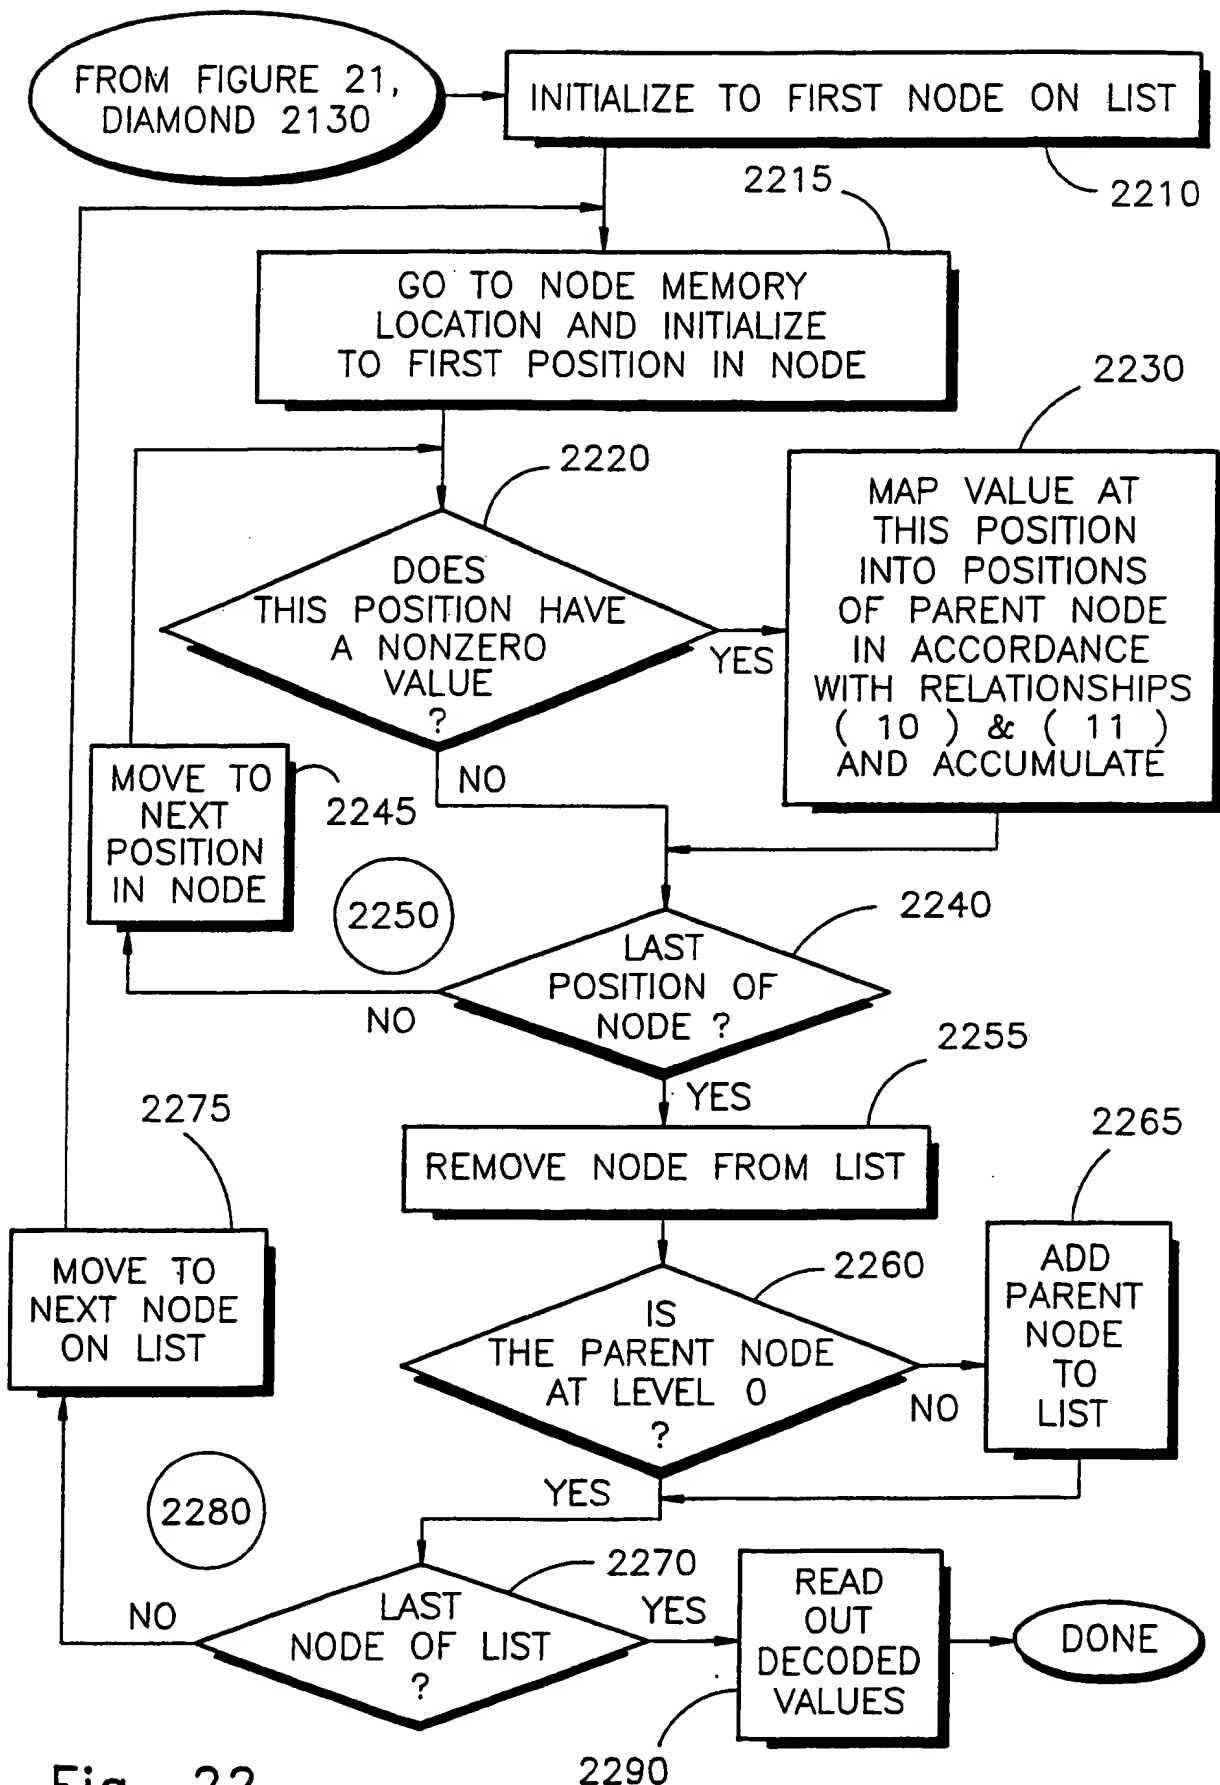 FROM FIGURE 21,
DIAMOND 2130
INITIALIZE TO FIRST NODE ON LIST
2210
2215
GO TO NODE MEMORY
LOCATION AND INITIALIZE
TO FIRST POSITION IN NODE
2230
2220
DOES
THIS POSITION HAVE
A NONZERO
VALUE
?
YES
NO
MAP VALUE AT
THIS POSITION
INTO POSITIONS
OF PARENT NODE
IN ACCORDANCE
WITH RELATIONSHIPS
( 10 ) & ( 11 )
AND ACCUMULATE
MOVE TO
NEXT
POSITION
IN NODE
2245
2250
2240
LAST
POSITION OF
NODE ?
NO
YES
2255
REMOVE NODE FROM LIST
2275
MOVE TO
NEXT NODE
ON LIST
2260
IS
THE PARENT NODE
AT LEVEL 0
?
NO
YES
2265
ADD
PARENT
NODE
TO
LIST
2280
2270
LAST
NODE OF LIST
?
NO
YES
READ
OUT
DECODED
VALUES
2290
DONE
Fig. 22